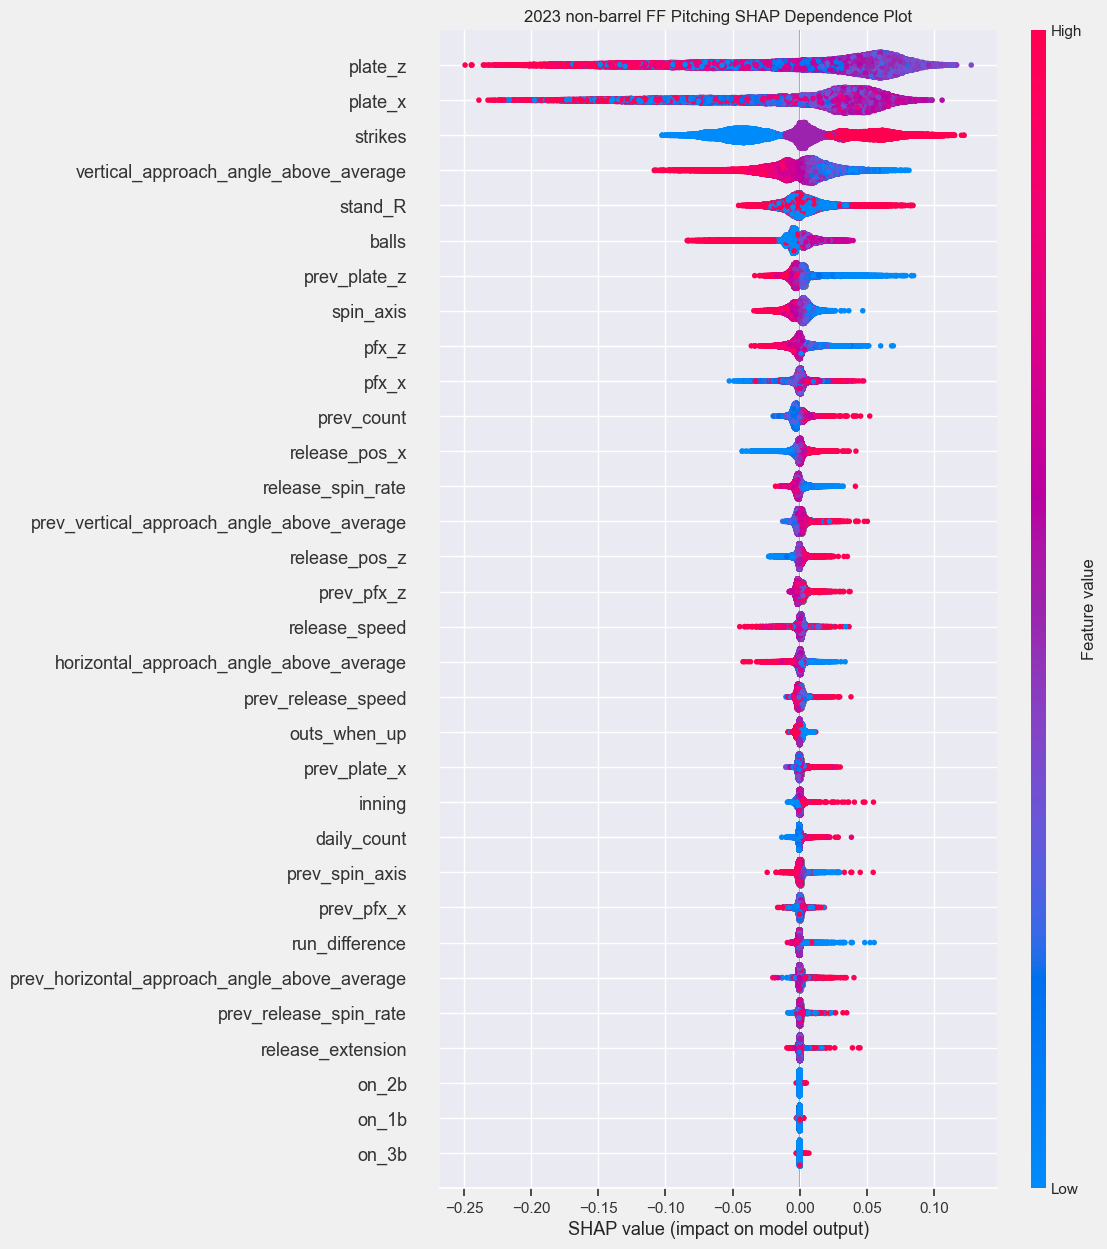 2023 non-barrel FF Pitching SHAP Dependence Plot
High
plate_z
plate_x
strikes
vertical_approach_angle_above_average
stand_R
balls
prev_plate_z
spin_axis
pfx_z
pfx_x
prev_count
release_pos_x
release_spin_rate
prev_vertical_approach_angle_above_average
release_pos_z
prev_pfx_z
release_speed
horizontal_approach_angle_above_average
prev_release_speed
outs_when_up
prev_plate_x
inning
daily_count
prev_spin_axis
prev_pfx_x
run_difference
prev_horizontal_approach_angle_above_average
prev_release_spin_rate
release_extension
on_2b
on_1b
on_3b
Feature value
Low
−0.25 −0.20 −0.15 −0.10 −0.05 0.00 0.05 0.10
SHAP value (impact on model output)